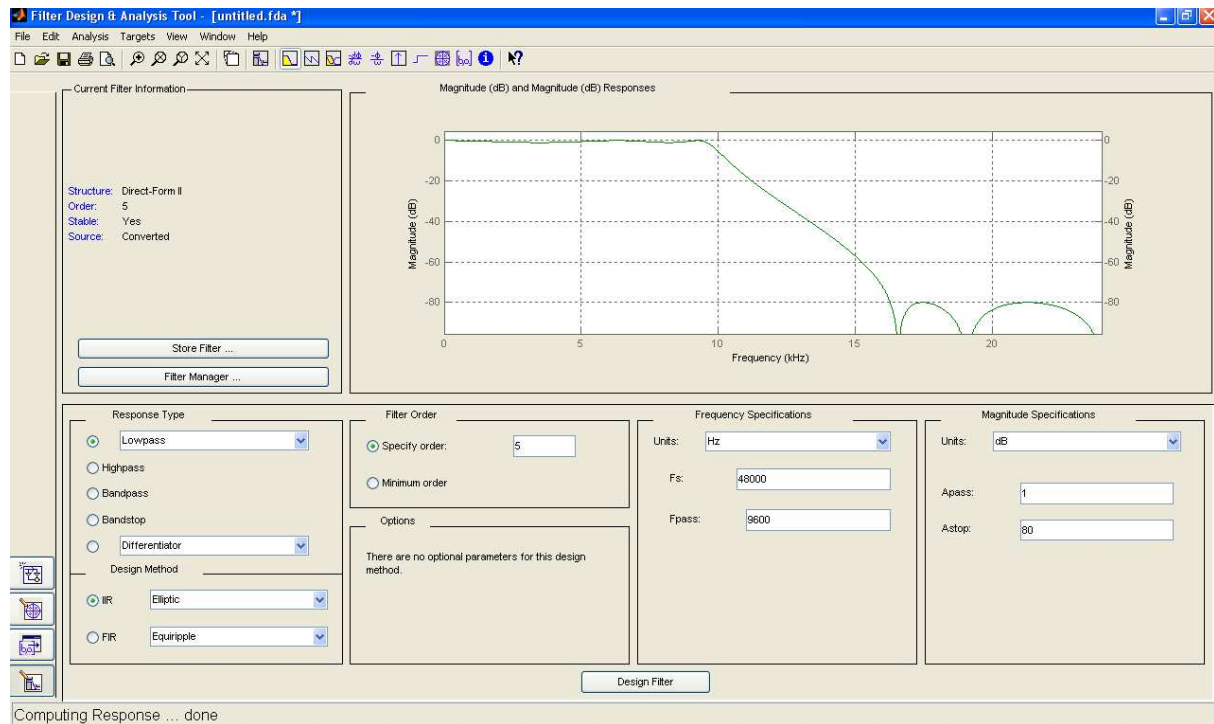 Filter Design & Analysis Tool - [untitled.fda *]
File Edit Analysis Targets View Window Help
Current Filter Information
Structure: Direct-Form II
Order: 5
Stable: Yes
Source: Converted
Store Filter ...
Filter Manager ...
Magnitude (dB) and Magnitude (dB) Responses
Magnitude (dB)
0
-20
-40
-60
-80
0
-20
-40
-60
-80
Magnitude (dB)
0 5 10 15 20
Frequency (kHz)
Response Type
Lowpass
Highpass
Bandpass
Bandstop
Differentiator
Design Method
IIR Elliptic
FIR Equiripple
Filter Order
Specify order: 5
Minimum order
Options
There are no optional parameters for this design
method.
Frequency Specifications
Units: Hz
Fs: 48000
Fpass: 9600
Magnitude Specifications
Units: dB
Apass: 1
Astop: 80
Design Filter
Computing Response ... done